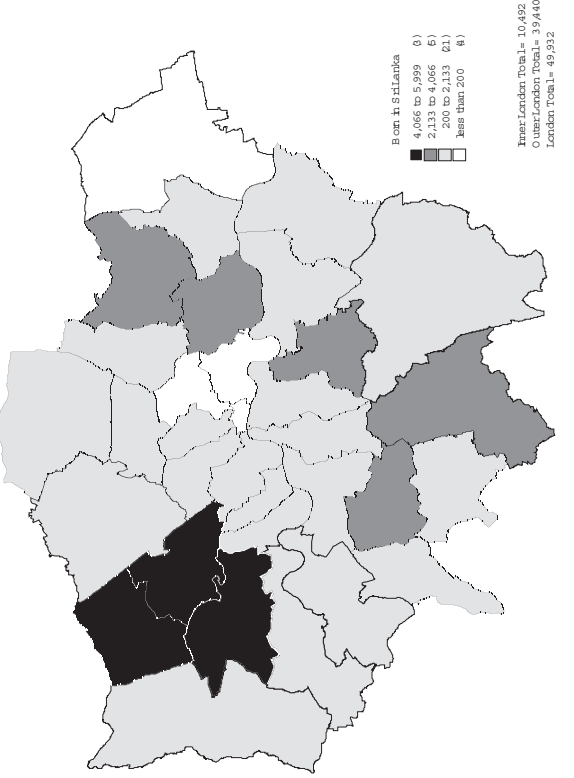 Born in Sri Lanka
4,066 to 5,999 (3)
2,133 to 4,066 (5)
200 to 2,133 (21)
less than 200 (4)
Inner London Total= 10,492
Outer London Total= 39,440
London Total= 49,932